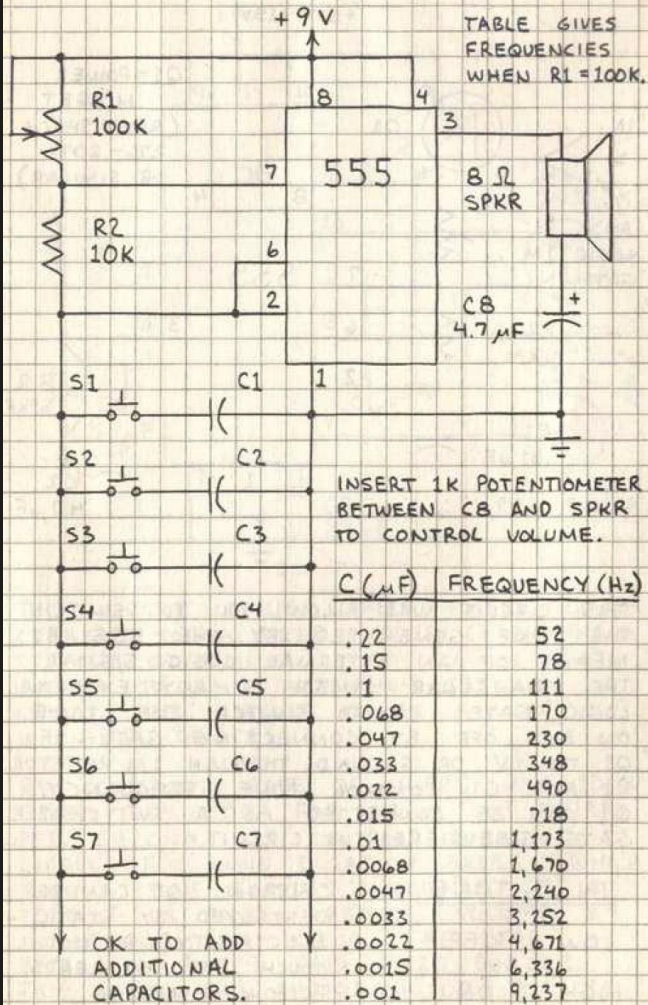 +9V
TABLE GIVES
FREQUENCIES
WHEN R1 = 100K.
R1
100K
8
4
3
7
555
8 Ω
SPKR
R2
10K
6
2
C8
4.7 μF
+
1
S1
C1
S2
C2
INSERT 1K POTENTIOMETER
BETWEEN C8 AND SPKR
TO CONTROL VOLUME.
S3
C3
S4
C4
S5
C5
S6
C6
S7
C7
C (μF) FREQUENCY (Hz)
.22 52
.15 78
.1 111
.068 170
.047 230
.033 348
.022 490
.015 718
.01 1,173
.0068 1,670
.0047 2,240
.0033 3,252
.0022 4,671
.0015 6,336
.001 9,237
OK TO ADD
ADDITIONAL
CAPACITORS.